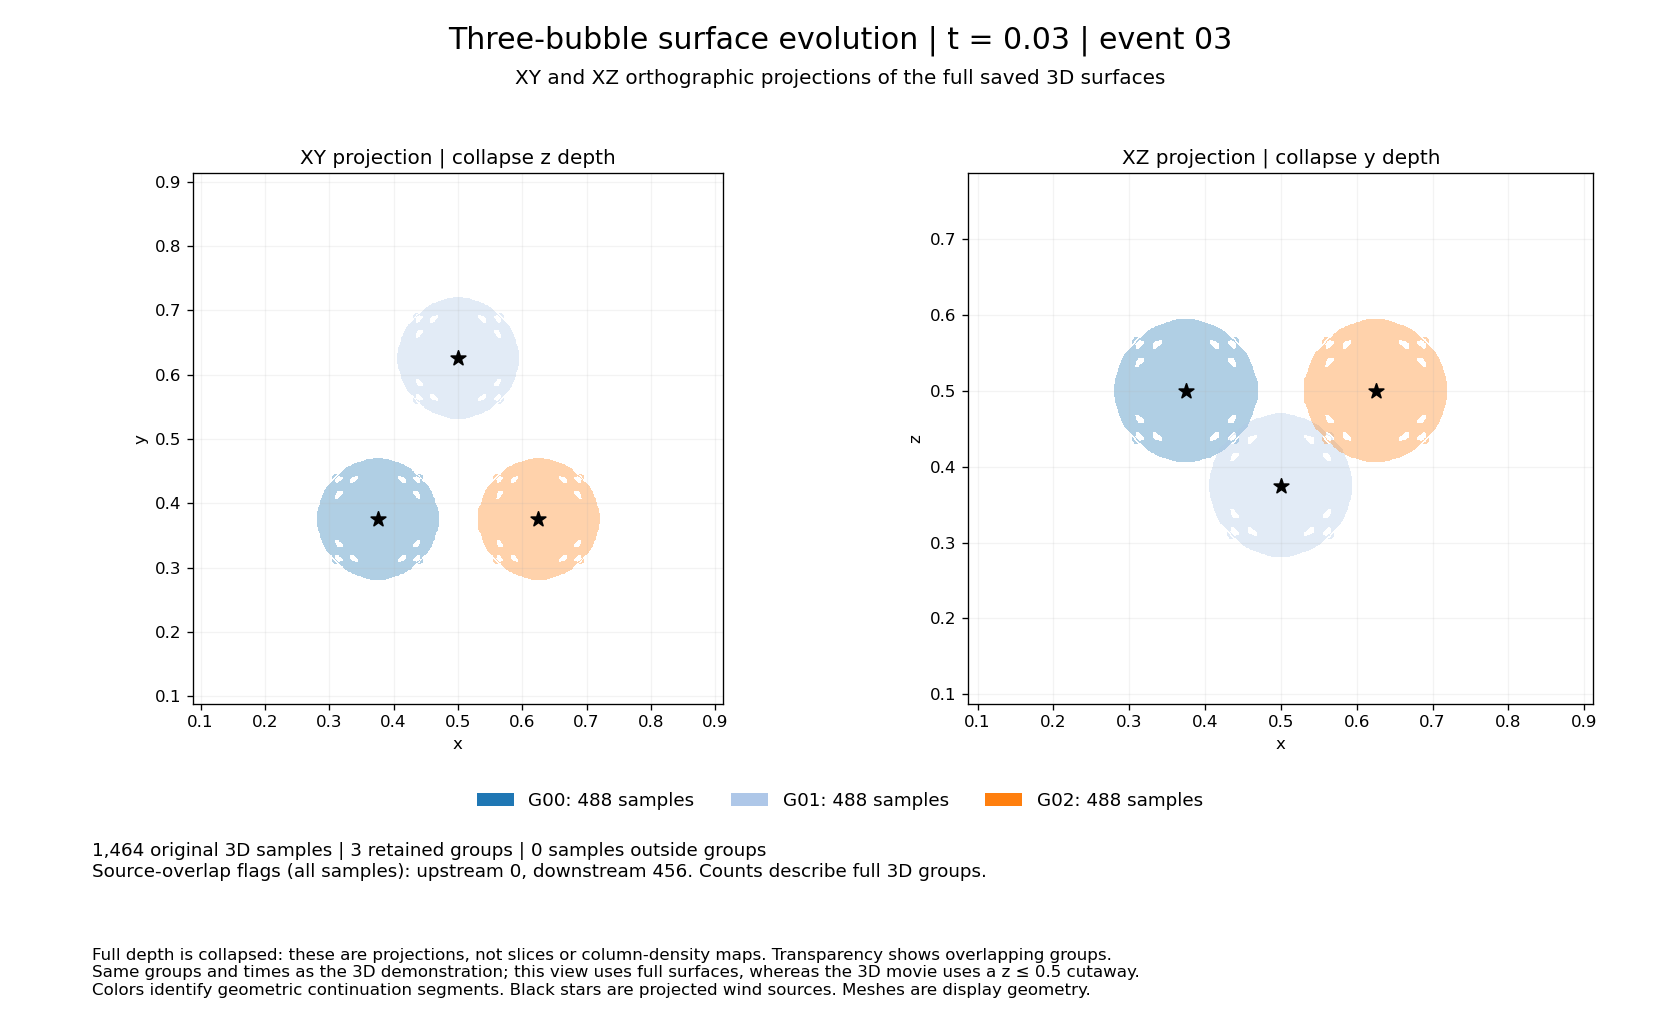 Three-bubble surface evolution | t = 0.03 | event 03
XY and XZ orthographic projections of the full saved 3D surfaces
XY projection | collapse z depth
0.9
0.8
0.7
0.6
0.5
0.4
0.3
0.2
0.1
y
0.1 0.2 0.3 0.4 0.5 0.6 0.7 0.8 0.9
x
XZ projection | collapse y depth
0.7
0.6
0.5
0.4
0.3
0.2
0.1
z
0.1 0.2 0.3 0.4 0.5 0.6 0.7 0.8 0.9
x
G00: 488 samples G01: 488 samples G02: 488 samples
1,464 original 3D samples | 3 retained groups | 0 samples outside groups
Source-overlap flags (all samples): upstream 0, downstream 456. Counts describe full 3D groups.
Full depth is collapsed: these are projections, not slices or column-density maps. Transparency shows overlapping groups.
Same groups and times as the 3D demonstration; this view uses full surfaces, whereas the 3D movie uses a z ≤ 0.5 cutaway.
Colors identify geometric continuation segments. Black stars are projected wind sources. Meshes are display geometry.